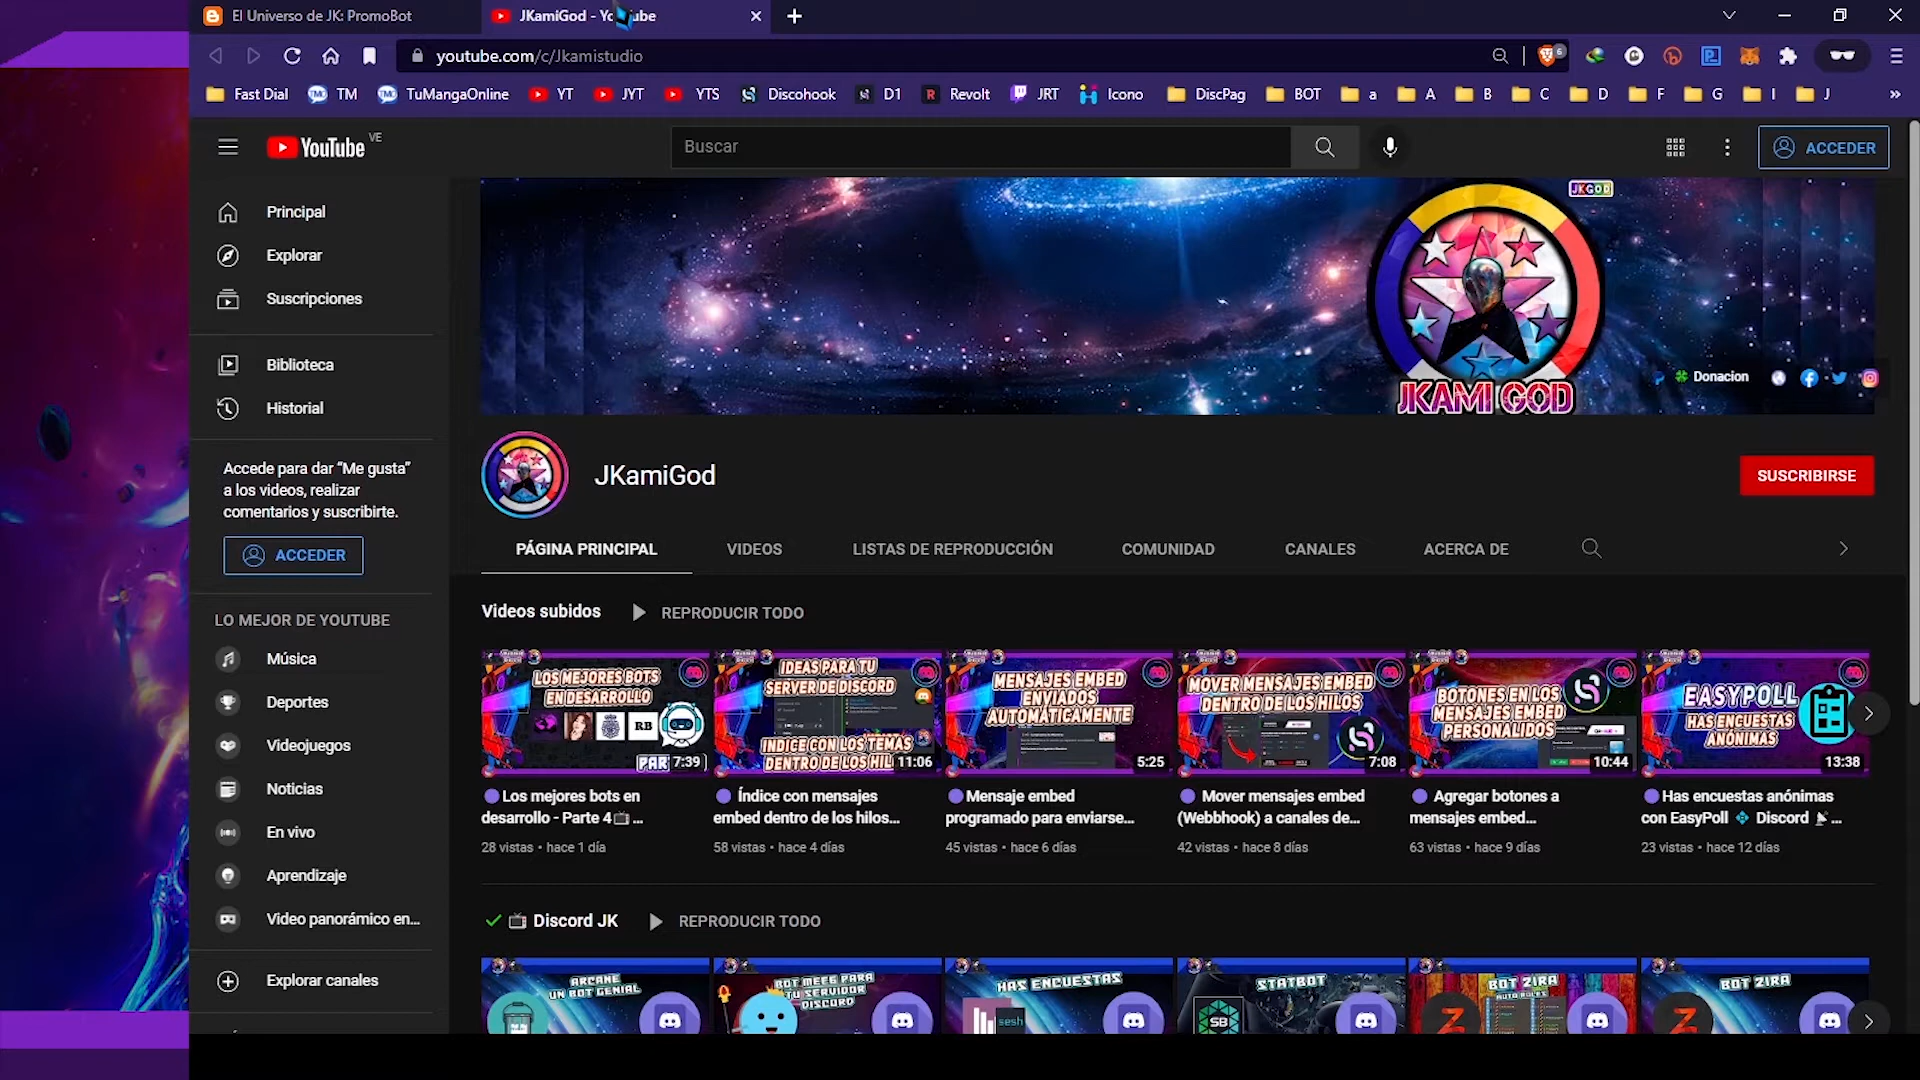 El Universo de JK: PromoBot
JKamiGod - YouTube
youtube.com/c/Jkamistudio
6
Fast Dial
TM
TuMangaOnline
YT
JYT
YTS
Discohook
D1
Revolt
JRT
Icono
DiscPag
BOT
a
A
B
C
D
F
G
I
J
»
YouTube VE
Buscar
ACCEDER
Principal
Explorar
Suscripciones
Biblioteca
Historial
Accede para dar “Me gusta”
a los videos, realizar
comentarios y suscribirte.
ACCEDER
LO MEJOR DE YOUTUBE
Música
Deportes
Videojuegos
Noticias
En vivo
Aprendizaje
Video panorámico en...
Explorar canales
JKGOD
JKAMI GOD
Donacion
JKamiGod
SUSCRIBIRSE
PÁGINA PRINCIPAL
VIDEOS
LISTAS DE REPRODUCCIÓN
COMUNIDAD
CANALES
ACERCA DE
Videos subidos
REPRODUCIR TODO
LOS MEJORES BOTS
EN DESARROLLO
RB
PAR
7:39
Los mejores bots en
desarrollo - Parte 4 ...
28 vistas • hace 1 día
IDEAS PARA TU
SERVER DE DISCORD
INDICE CON LOS TEMAS
DENTRO DE LOS HIL
11:06
Índice con mensajes
embed dentro de los hilos...
58 vistas • hace 4 días
MENSAJES EMBED
ENVIADOS
AUTOMÁTICAMENTE
5:25
Mensaje embed
programado para enviarse...
45 vistas • hace 6 días
MOVER MENSAJES EMBED
DENTRO DE LOS HILOS
7:08
Mover mensajes embed
(Webbhook) a canales de...
42 vistas • hace 8 días
BOTONES EN LOS
MENSAJES EMBED
PERSONALIDOS
10:44
Agregar botones a
mensajes embed...
63 vistas • hace 9 días
EASYPOLL
HAS ENCUESTAS
ANÓNIMAS
13:38
Has encuestas anónimas
con EasyPoll Discord ...
23 vistas • hace 12 días
Discord JK
REPRODUCIR TODO
ARCANE
UN BOT GENIAL
BOT MEE6 PARA
TU SERVIDOR
DISCORD
HAS ENCUESTAS
sesh
STATBOT
SB
BOT ZIRA
AUTO ROLES
Z
BOT ZIRA
Z